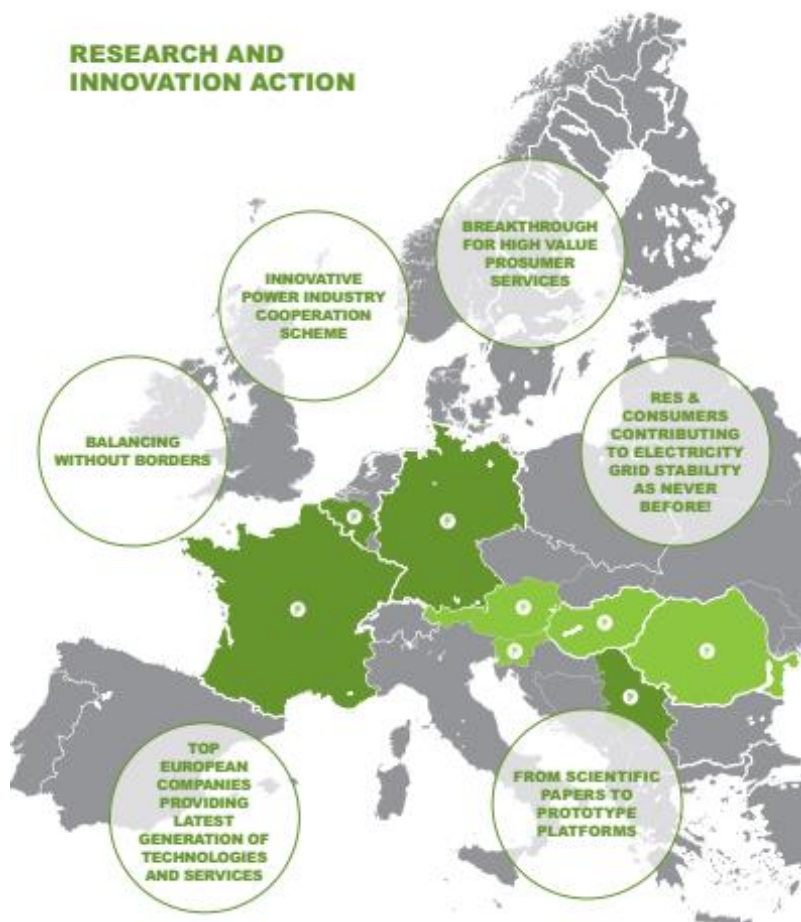 RESEARCH AND
INNOVATION ACTION
BREAKTHROUGH
FOR HIGH VALUE
PROSUMER
SERVICES
INNOVATIVE
POWER INDUSTRY
COOPERATION
SCHEME
BALANCING
WITHOUT BORDERS
RES &
CONSUMERS
CONTRIBUTING
TO ELECTRICITY
GRID STABILITY
AS NEVER
BEFORE!
P
P
P
P
P
P
P
P
TOP
EUROPEAN
COMPANIES
PROVIDING
LATEST
GENERATION OF
TECHNOLOGIES
AND SERVICES
FROM SCIENTIFIC
PAPERS TO
PROTOTYPE
PLATFORMS